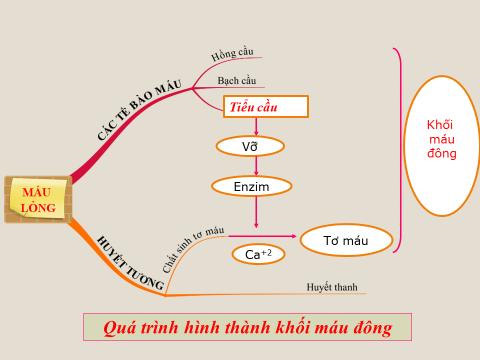 Hồng cầu
CÁC TẾ BÀO MÁU
Bạch cầu
Tiểu cầu
Vỡ
Enzim
MÁU
LỎNG
HUYẾT TƯƠNG
Chất sinh tơ máu
Ca+2
Tơ máu
Huyết thanh
Khối
máu
đông
Quá trình hình thành khối máu đông